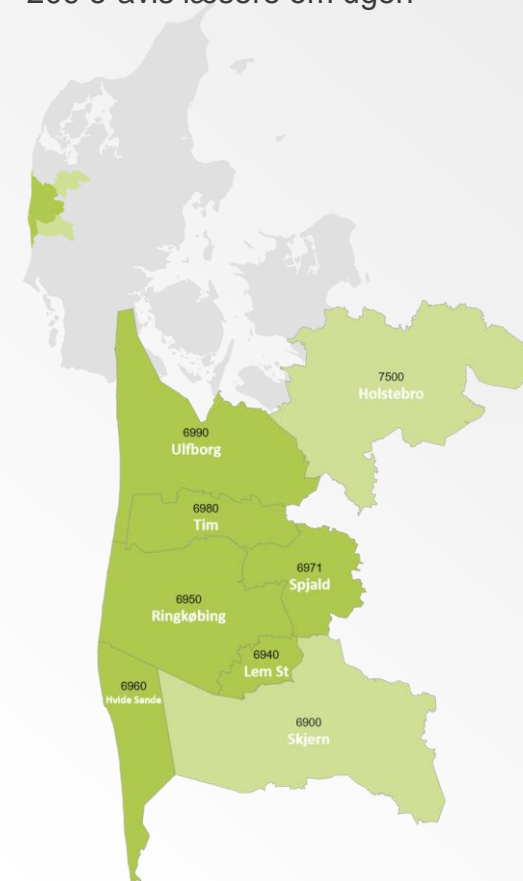 7500
Holstebro
6990
Ulfborg
6980
Tim
6971
Spjald
6950
Ringkøbing
6940
Lem St
6960
Hvide Sande
6900
Skjern